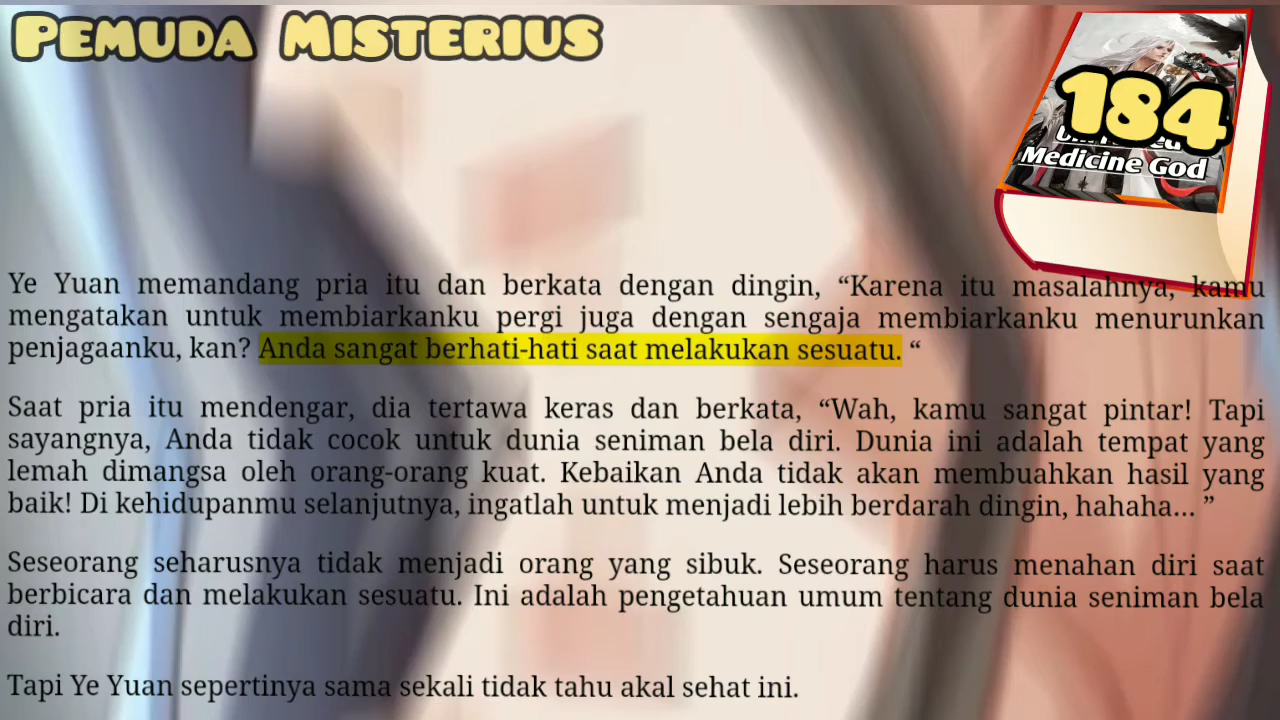 Pemuda Misterius
184
Medicine God
Ye Yuan memandang pria itu dan berkata dengan dingin, “Karena itu masalahnya, kamu
mengatakan untuk membiarkanku pergi juga dengan sengaja membiarkanku menurunkan
penjagaanku, kan? Anda sangat berhati-hati saat melakukan sesuatu. “
Saat pria itu mendengar, dia tertawa keras dan berkata, “Wah, kamu sangat pintar! Tapi
sayangnya, Anda tidak cocok untuk dunia seniman bela diri. Dunia ini adalah tempat yang
lemah dimangsa oleh orang-orang kuat. Kebaikan Anda tidak akan membuahkan hasil yang
baik! Di kehidupanmu selanjutnya, ingatlah untuk menjadi lebih berdarah dingin, hahaha... ”
Seseorang seharusnya tidak menjadi orang yang sibuk. Seseorang harus menahan diri saat
berbicara dan melakukan sesuatu. Ini adalah pengetahuan umum tentang dunia seniman bela
diri.
Tapi Ye Yuan sepertinya sama sekali tidak tahu akal sehat ini.